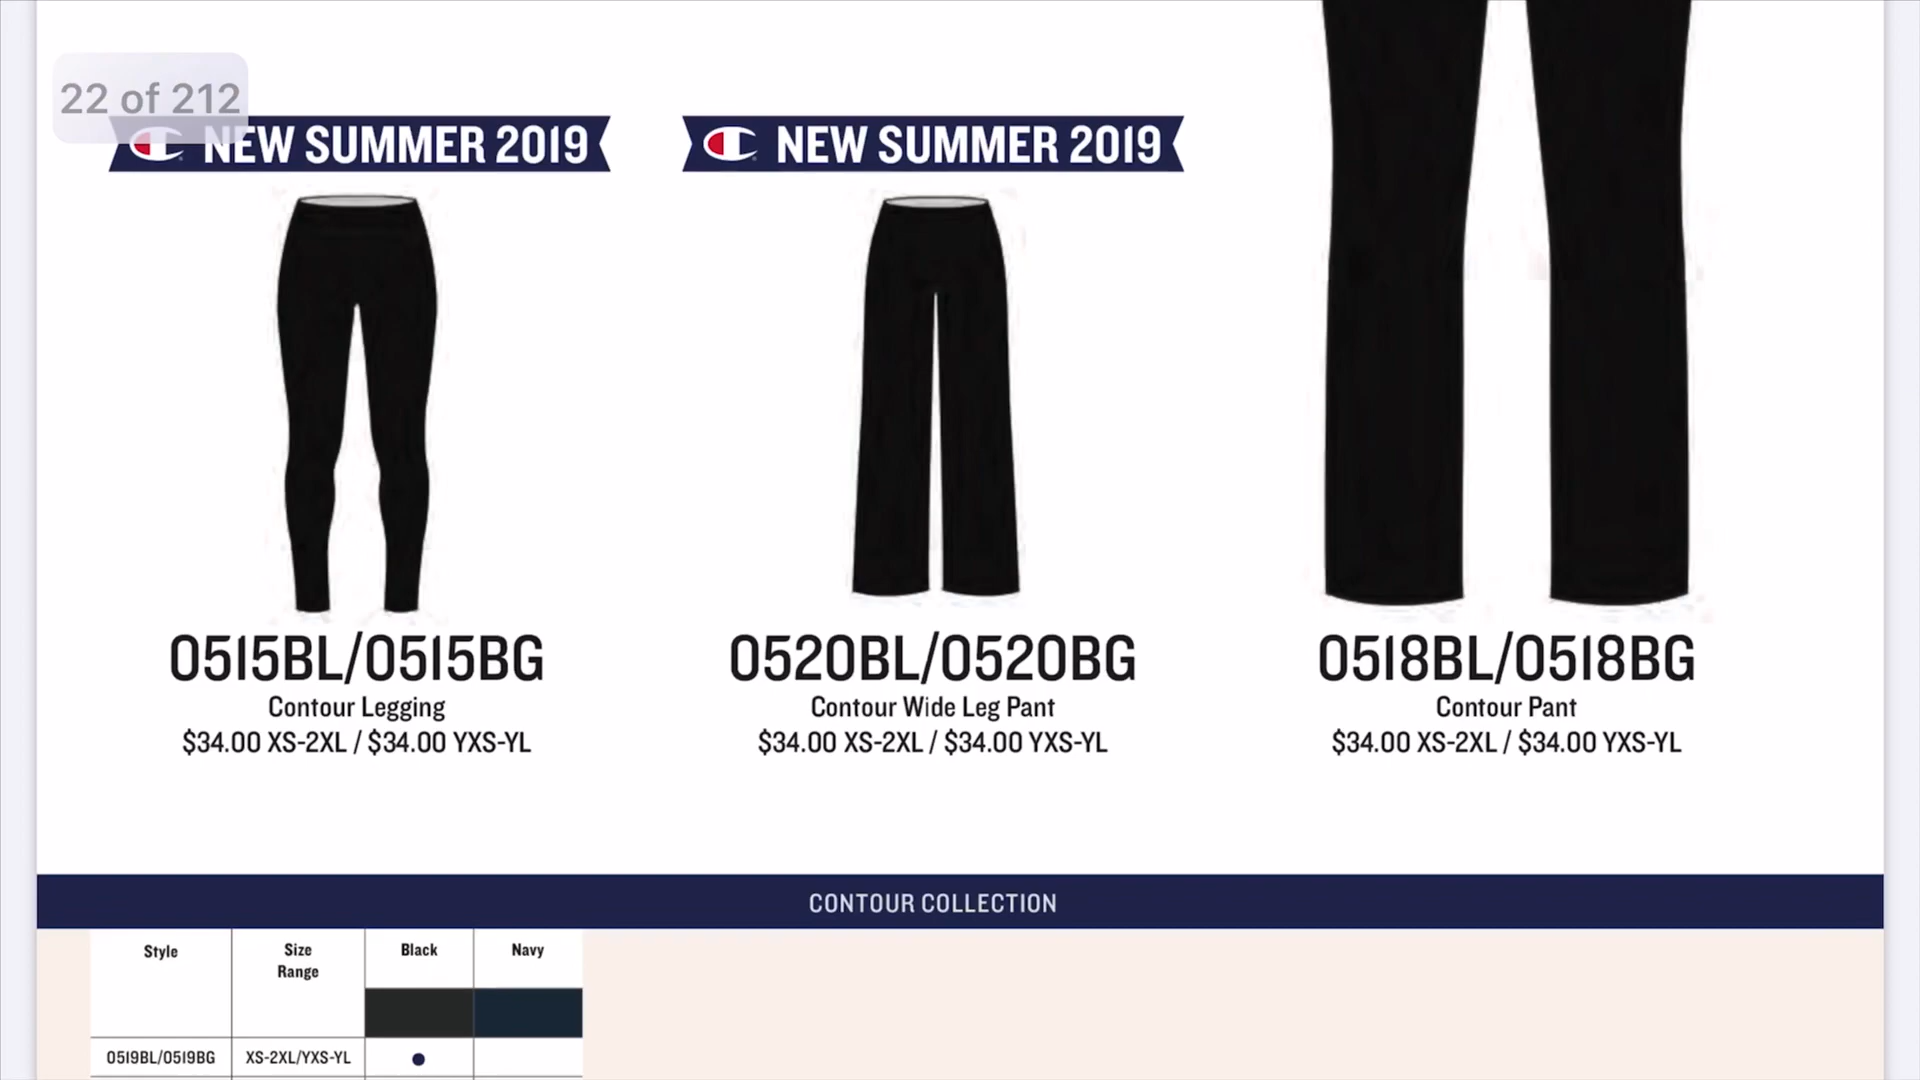 22 of 212
NEW SUMMER 2019
NEW SUMMER 2019
0515BL/0515BG
Contour Legging
$34.00 XS-2XL / $34.00 YXS-YL
0520BL/0520BG
Contour Wide Leg Pant
$34.00 XS-2XL / $34.00 YXS-YL
0518BL/0518BG
Contour Pant
$34.00 XS-2XL / $34.00 YXS-YL
CONTOUR COLLECTION
Style Size Range Black Navy
0519BL/0519BG XS-2XL/YXS-YL